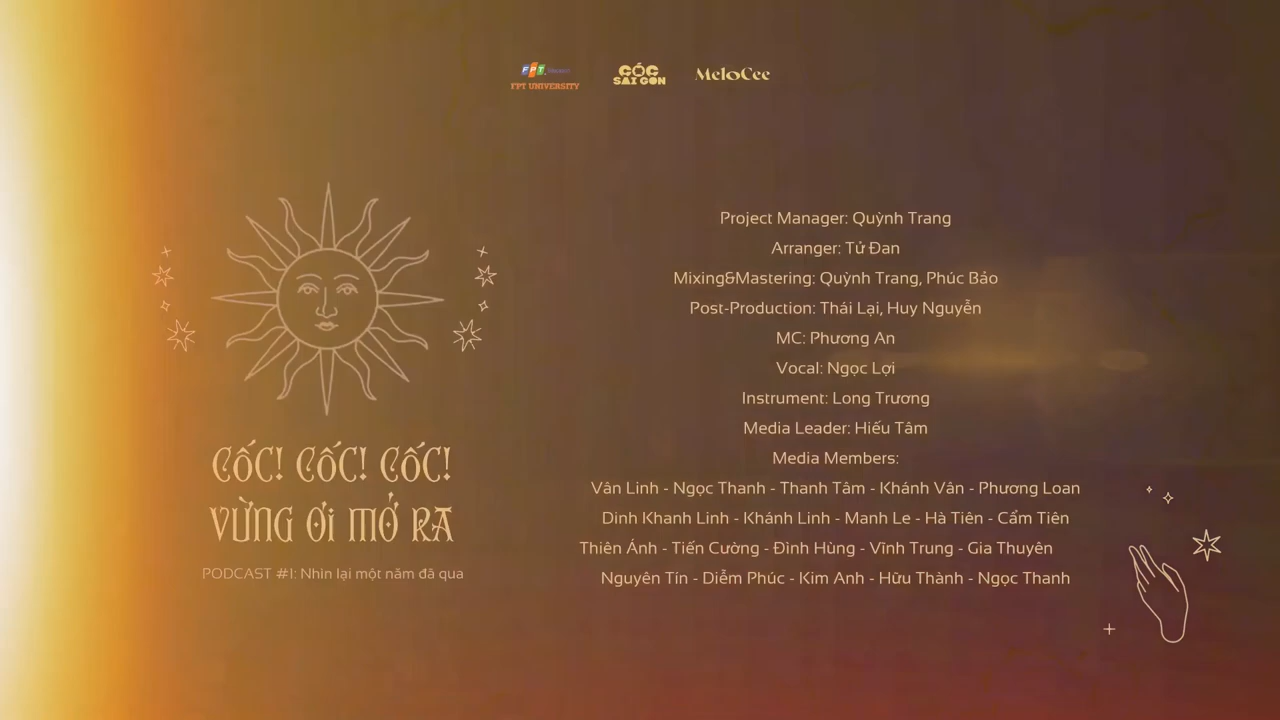 FPT
FPT UNIVERSITY
GÓC
SÀI GÒN
MeloCee
CỐC! CỐC! CỐC!
VỪNG ƠI MỞ RA
PODCAST #1: Nhìn lại một năm đã qua
Project Manager: Quỳnh Trang
Arranger: Tử Đan
Mixing&Mastering: Quỳnh Trang, Phúc Bảo
Post-Production: Thái Lại, Huy Nguyễn
MC: Phương An
Vocal: Ngọc Lợi
Instrument: Long Trương
Media Leader: Hiếu Tâm
Media Members:
Vân Linh - Ngọc Thanh - Thanh Tâm - Khánh Vân - Phương Loan
Dinh Khanh Linh - Khánh Linh - Manh Le - Hà Tiên - Cẩm Tiên
Thiên Ánh - Tiến Cường - Đình Hùng - Vĩnh Trung - Gia Thuyên
Nguyên Tín - Diễm Phúc - Kim Anh - Hữu Thành - Ngọc Thanh